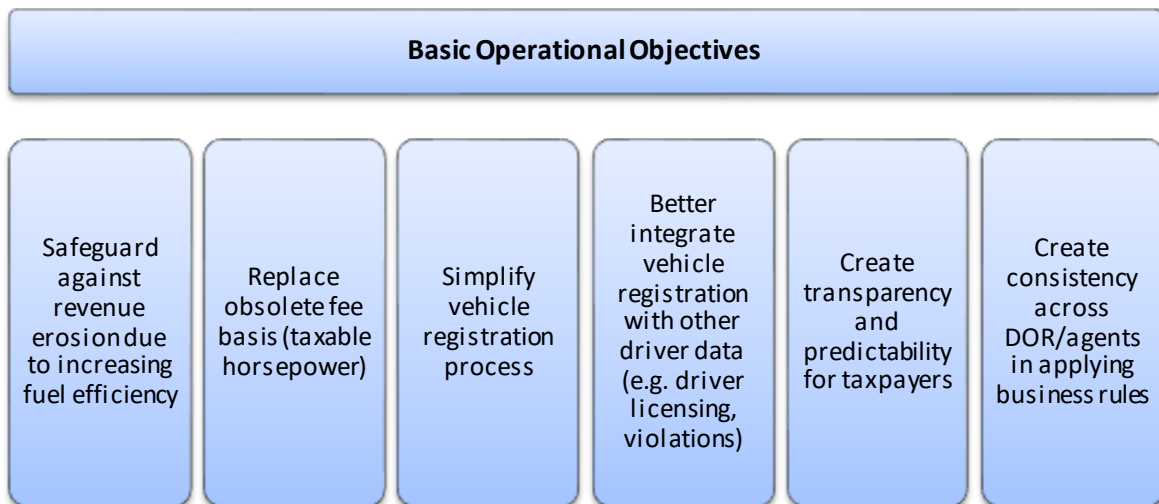 Basic Operational Objectives
Safeguard
against
revenue
erosion due
to increasing
fuel efficiency
Replace
obsolete fee
basis (taxable
horsepower)
Simplify
vehicle
registration
process
Better
integrate
vehicle
registration
with other
driver data
(e.g. driver
licensing,
violations)
Create
transparency
and
predictability
for taxpayers
Create
consistency
across
DOR/agents
in applying
business rules